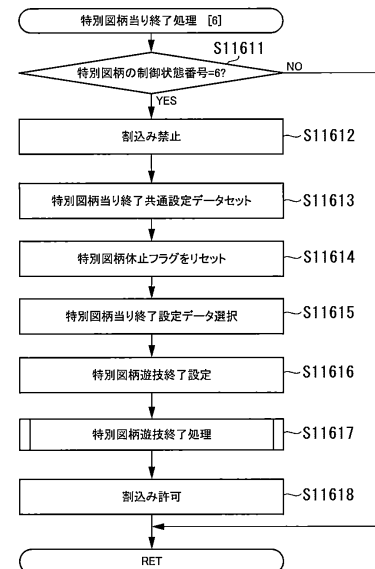 特別図柄当り終了処理 [6]
S11611
特別図柄の制御状態番号=6?
NO
YES
割込み禁止
S11612
特別図柄当り終了共通設定データセット
S11613
特別図柄休止フラグをリセット
S11614
特別図柄当り終了設定データ選択
S11615
特別図柄遊技終了設定
S11616
特別図柄遊技終了処理
S11617
割込み許可
S11618
RET